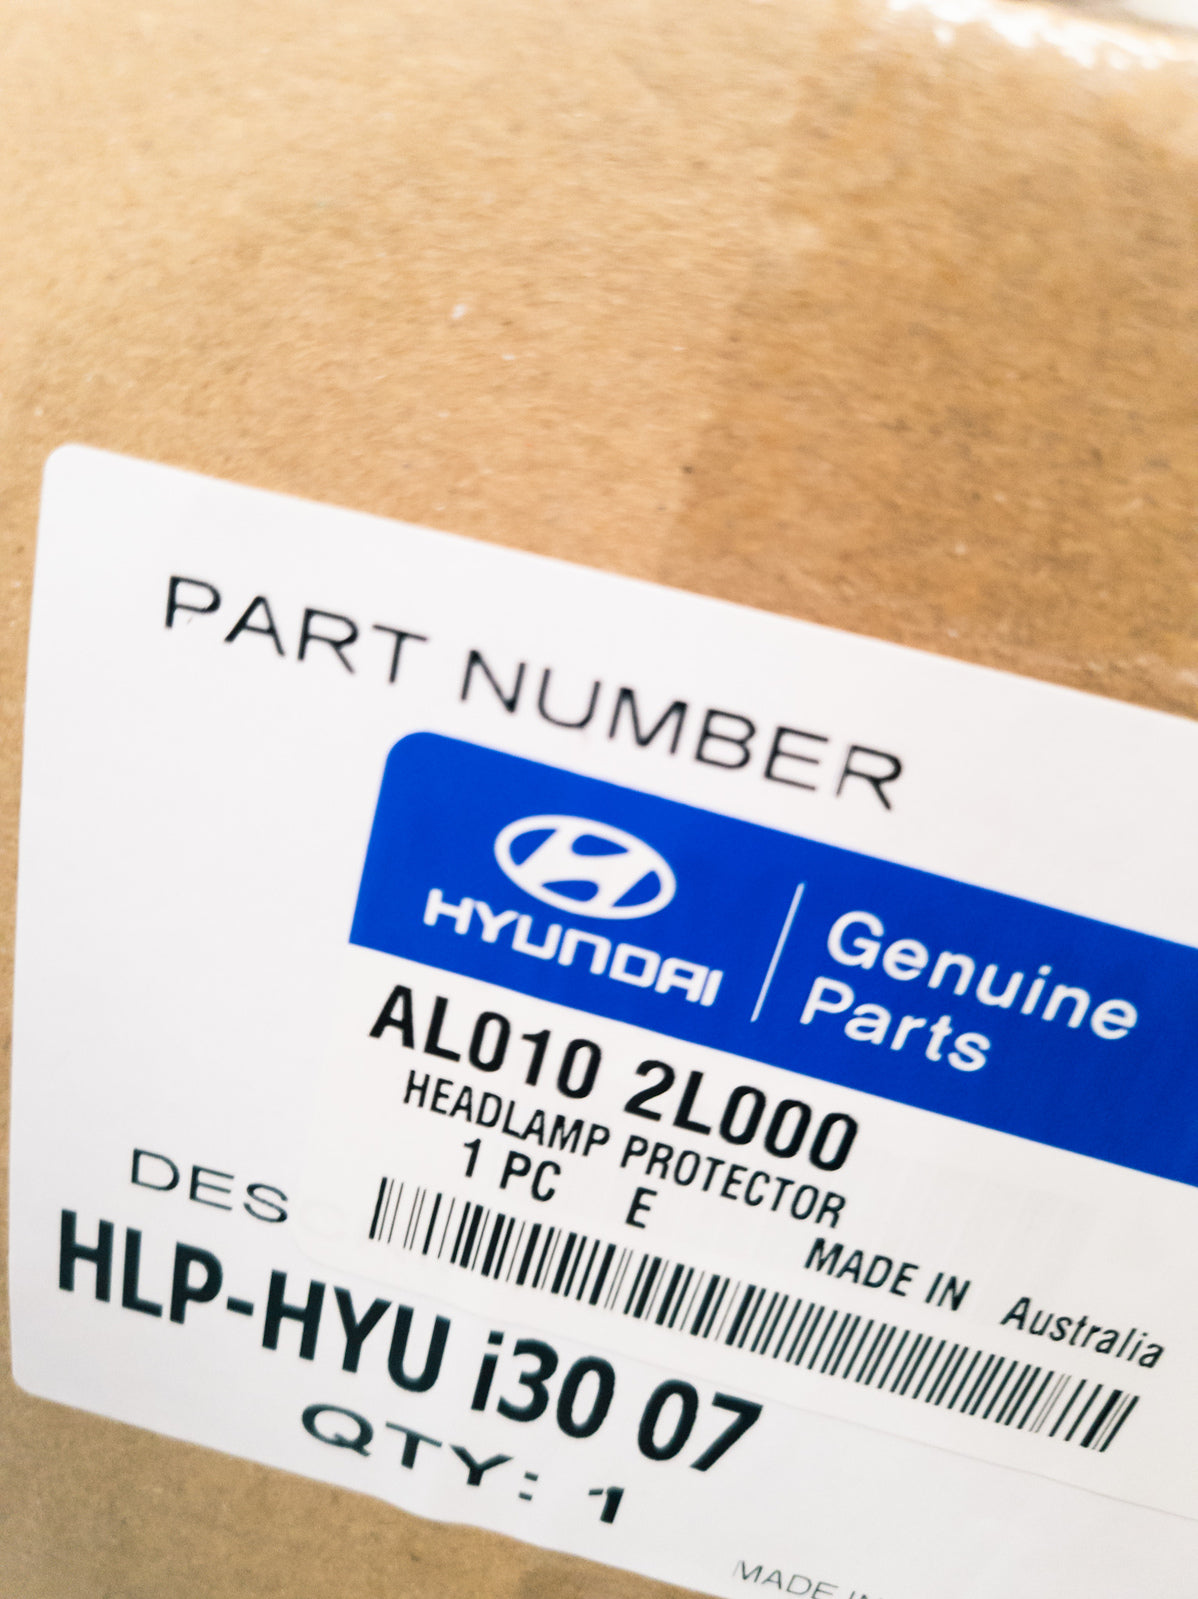 PART NUMBER
HYUNDAI
Genuine
Parts
AL010 2L000
HEADLAMP PROTECTOR
1 PC E
MADE IN Australia
DESC
HLP-HYU i30 07
QTY: 1
MADE IN